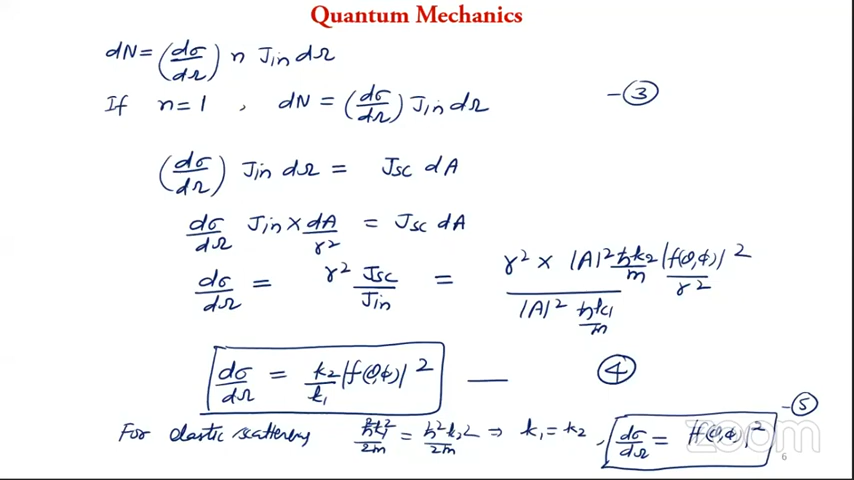 Quantum Mechanics
dN = (dσ/dΩ) n Jin dΩ
If n=1 , dN = (dσ/dΩ) Jin dΩ -③
(dσ/dΩ) Jin dΩ = Jsc dA
dσ/dΩ Jin × dA/r² = Jsc dA
dσ/dΩ = r² Jsc/Jin = r² × |A|² ħk₂/m |f(θ,φ)|²/r² / |A|² ħk₁/m
dσ/dΩ = k₂/k₁ |f(θ,φ)|² — ④
For elastic scattering ħ²k₁²/2m = ħ²k₂²/2m ⇒ k₁ = k₂ , dσ/dΩ = |f(θ,φ)|² -⑤
zoom
6